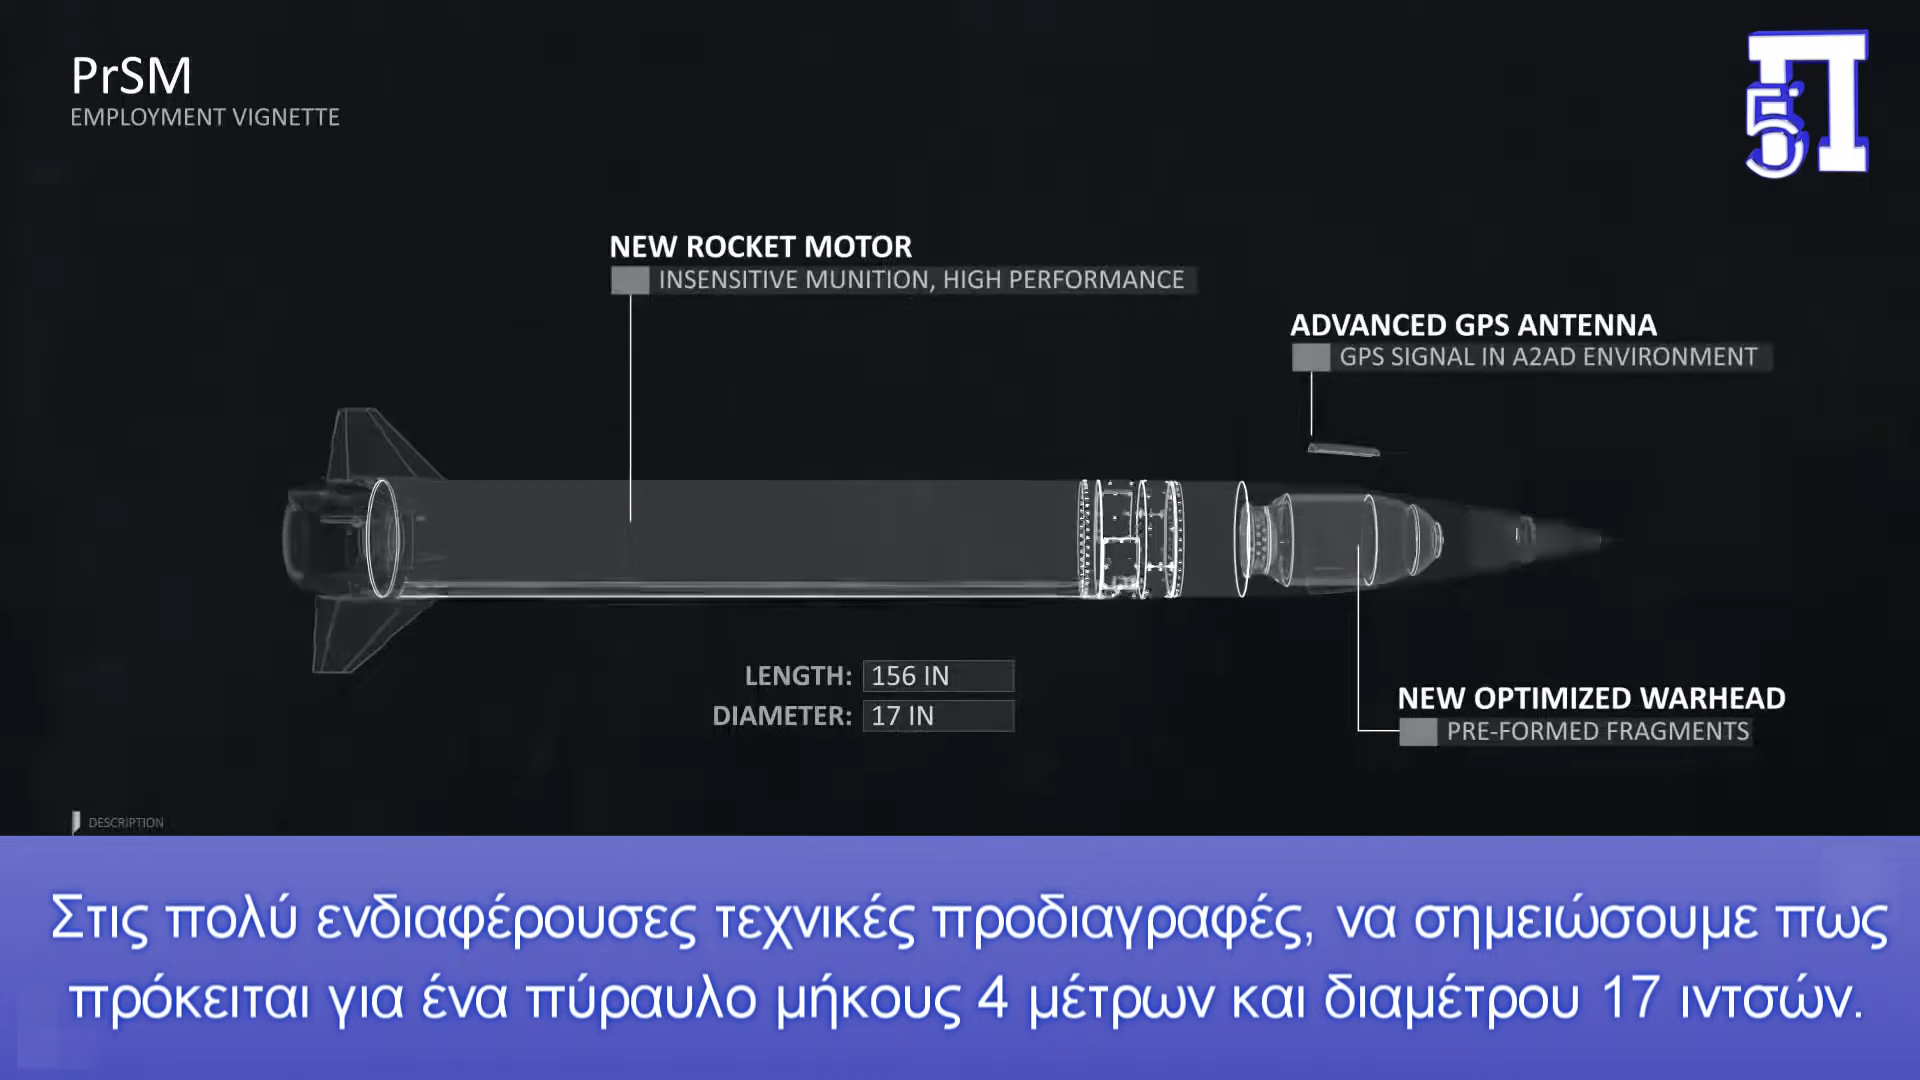 PrSM
EMPLOYMENT VIGNETTE
5Π
NEW ROCKET MOTOR
INSENSITIVE MUNITION, HIGH PERFORMANCE
ADVANCED GPS ANTENNA
GPS SIGNAL IN A2AD ENVIRONMENT
LENGTH: 156 IN
DIAMETER: 17 IN
NEW OPTIMIZED WARHEAD
PRE-FORMED FRAGMENTS
DESCRIPTION
Στις πολύ ενδιαφέρουσες τεχνικές προδιαγραφές, να σημειώσουμε πως
πρόκειται για ένα πύραυλο μήκους 4 μέτρων και διαμέτρου 17 ιντσών.